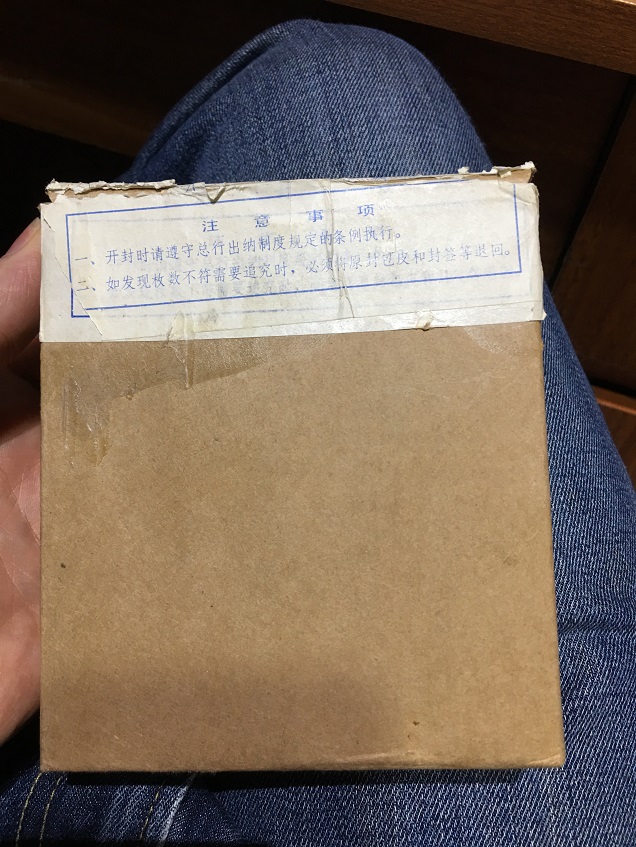 注意事项
一、开封时请遵守总行出纳制度规定的条例执行。
二、如发现枚数不符需要追究时，必须将原封过皮和封签等退回。